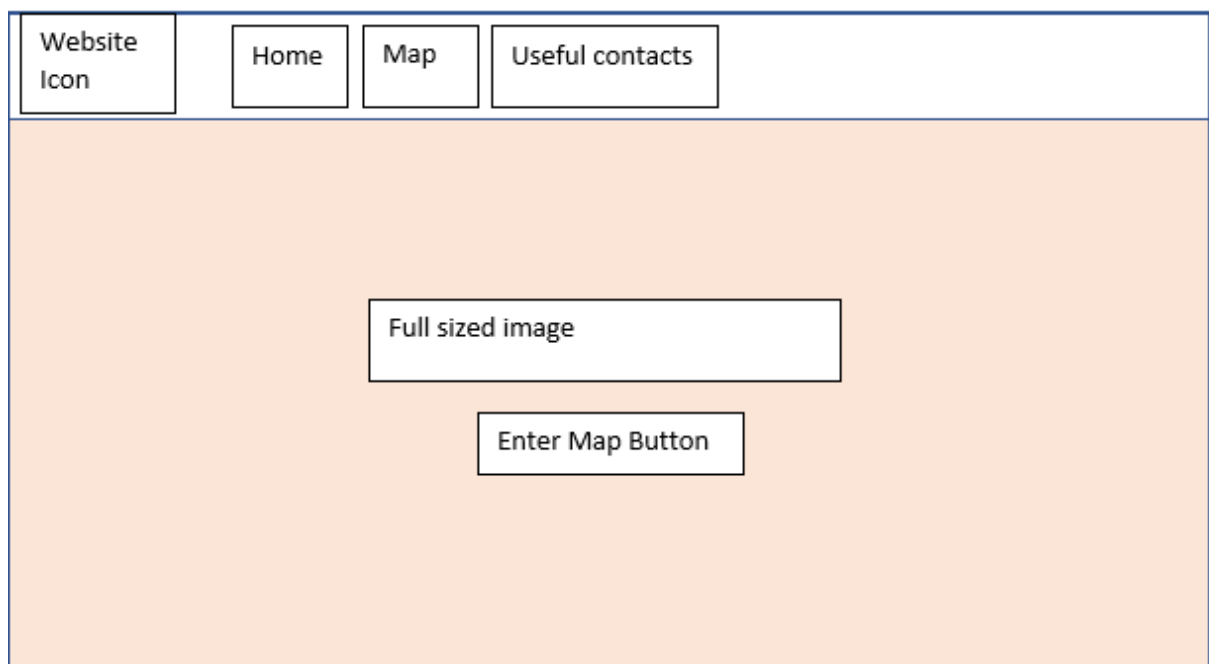 Website
Icon
Home
Map
Useful contacts
Full sized image
Enter Map Button